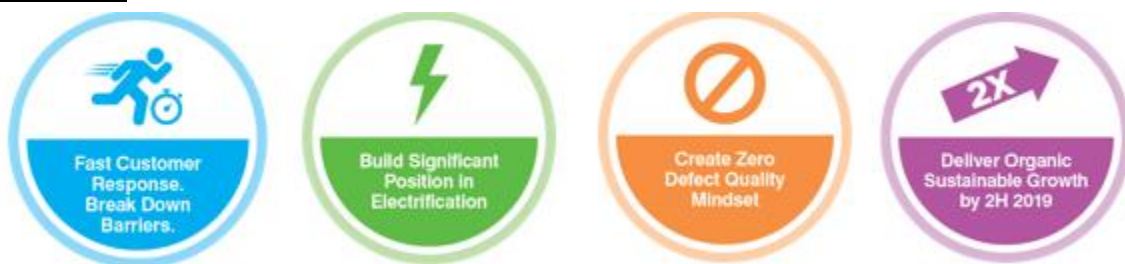 Fast Customer
Response.
Break Down
Barriers.
Build Significant
Position in
Electrification
Create Zero
Defect Quality
Mindset
2X
Deliver Organic
Sustainable Growth
by 2H 2019